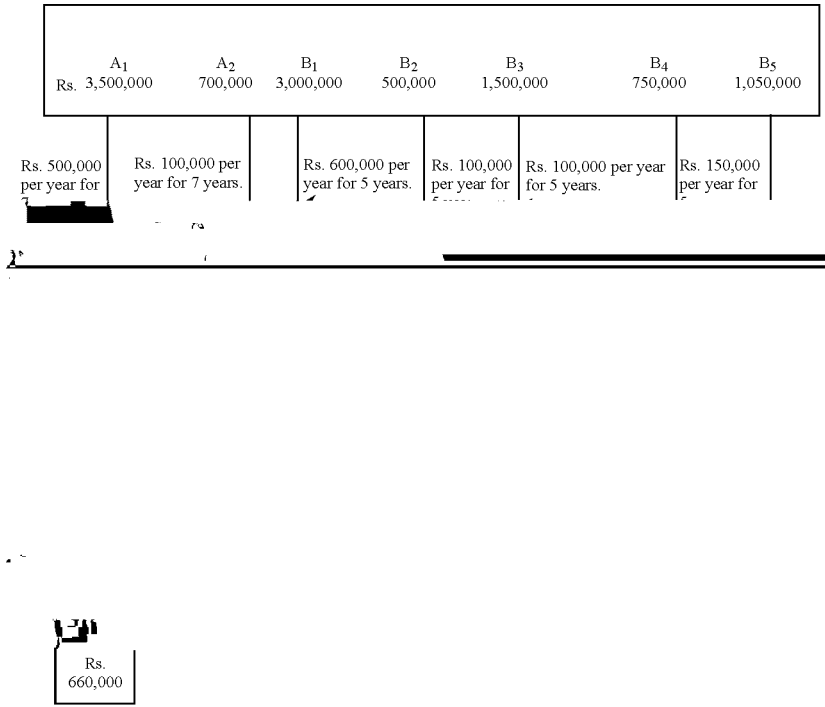 A1 A2 B1 B2 B3 B4 B5
Rs. 3,500,000 700,000 3,000,000 500,000 1,500,000 750,000 1,050,000
Rs. 500,000
per year for
Rs. 100,000 per
year for 7 years.
Rs. 600,000 per
year for 5 years.
Rs. 100,000
per year for
Rs. 100,000 per year
for 5 years.
Rs. 150,000
per year for
Rs.
660,000